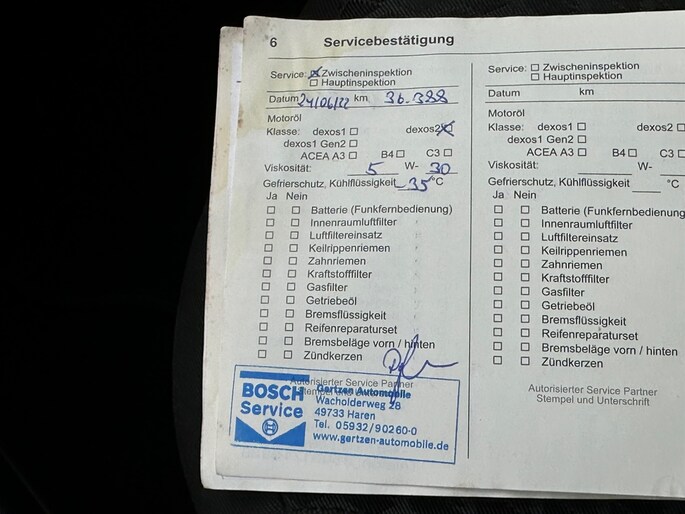 6 Servicebestätigung
Service: ☒ Zwischeninspektion
☐ Hauptinspektion
Datum 24/06/22 km 36.388
Motoröl
Klasse: dexos1 ☐ dexos2 ☒
dexos1 Gen2 ☐
ACEA A3 ☐ B4 ☐ C3 ☐
Viskosität: 5 W- 30
Gefrierschutz, Kühlflüssigkeit -35 °C
Ja Nein
☐ ☐ Batterie (Funkfernbedienung)
☐ ☐ Innenraumluftfilter
☐ ☐ Luftfiltereinsatz
☐ ☐ Keilrippenriemen
☐ ☐ Zahnriemen
☐ ☐ Kraftstofffilter
☐ ☐ Gasfilter
☐ ☐ Getriebeöl
☐ ☐ Bremsflüssigkeit
☐ ☐ Reifenreparaturset
☐ ☐ Bremsbeläge vorn / hinten
☐ ☐ Zündkerzen
Autorisierter Service Partner
BOSCH
Service
Gertzen Automobile
Wacholderweg 28
49733 Haren
Tel. 05932/90260-0
www.gertzen-automobile.de
Service: ☐ Zwischeninspektion
☐ Hauptinspektion
Datum km
Motoröl
Klasse: dexos1 ☐ dexos2 ☐
dexos1 Gen2 ☐
ACEA A3 ☐ B4 ☐ C3 ☐
Viskosität: W-
Gefrierschutz, Kühlflüssigkeit °C
Ja Nein
☐ ☐ Batterie (Funkfernbedienung
☐ ☐ Innenraumluftfilter
☐ ☐ Luftfiltereinsatz
☐ ☐ Keilrippenriemen
☐ ☐ Zahnriemen
☐ ☐ Kraftstofffilter
☐ ☐ Gasfilter
☐ ☐ Getriebeöl
☐ ☐ Bremsflüssigkeit
☐ ☐ Reifenreparaturset
☐ ☐ Bremsbeläge vorn / hinten
☐ ☐ Zündkerzen
Autorisierter Service Partner
Stempel und Unterschrift